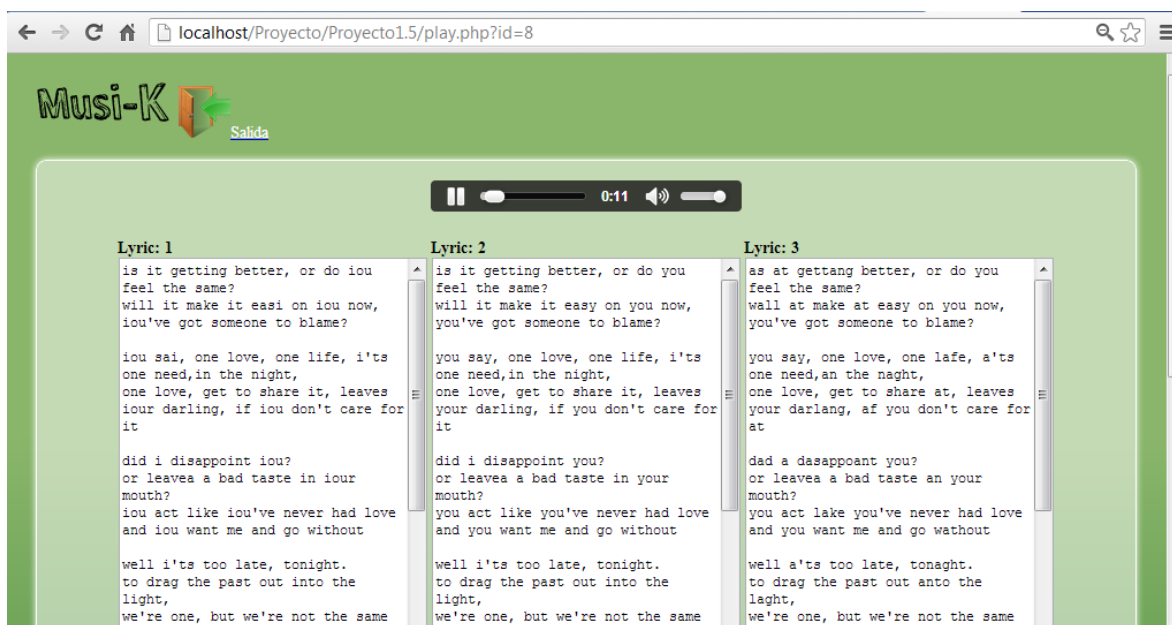 localhost/Proyecto/Proyecto1.5/play.php?id=8
Musi-K
Salida
0:11
Lyric: 1
is it getting better, or do iou
feel the same?
will it make it easi on iou now,
iou've got someone to blame?
iou sai, one love, one life, i'ts
one need,in the night,
one love, get to share it, leaves
iour darling, if iou don't care for
it
did i disappoint iou?
or leavea a bad taste in iour
mouth?
iou act like iou've never had love
and iou want me and go without
well i'ts too late, tonight.
to drag the past out into the
light,
we're one, but we're not the same
Lyric: 2
is it getting better, or do you
feel the same?
will it make it easy on you now,
you've got someone to blame?
you say, one love, one life, i'ts
one need,in the night,
one love, get to share it, leaves
your darling, if you don't care for
it
did i disappoint you?
or leavea a bad taste in your
mouth?
you act like you've never had love
and you want me and go without
well i'ts too late, tonight.
to drag the past out into the
light,
we're one, but we're not the same
Lyric: 3
as at gettang better, or do you
feel the same?
wall at make at easy on you now,
you've got someone to blame?
you say, one love, one lafe, a'ts
one need,an the naght,
one love, get to share at, leaves
your darlang, af you don't care for
at
dad a dasappoant you?
or leavea a bad taste an your
mouth?
you act lake you've never had love
and you want me and go wathout
well a'ts too late, tonaght.
to drag the past out anto the
laght,
we're one, but we're not the same